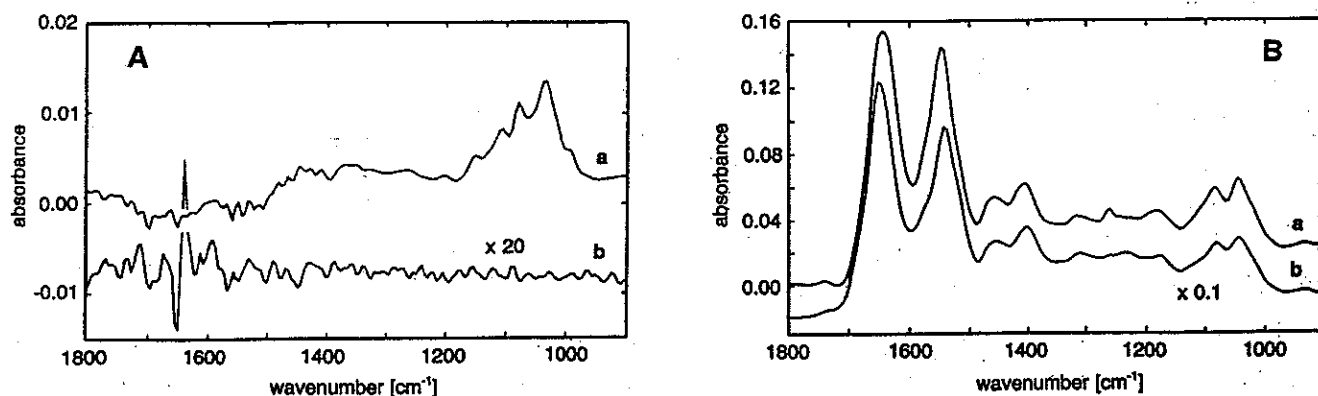 A
0.02
0.01
0.00
-0.01
absorbance
a
x 20
b
1800 1600 1400 1200 1000
wavenumber [cm⁻¹]
B
0.16
0.12
0.08
0.04
0.00
absorbance
a
b
x 0.1
1800 1600 1400 1200 1000
wavenumber [cm⁻¹]